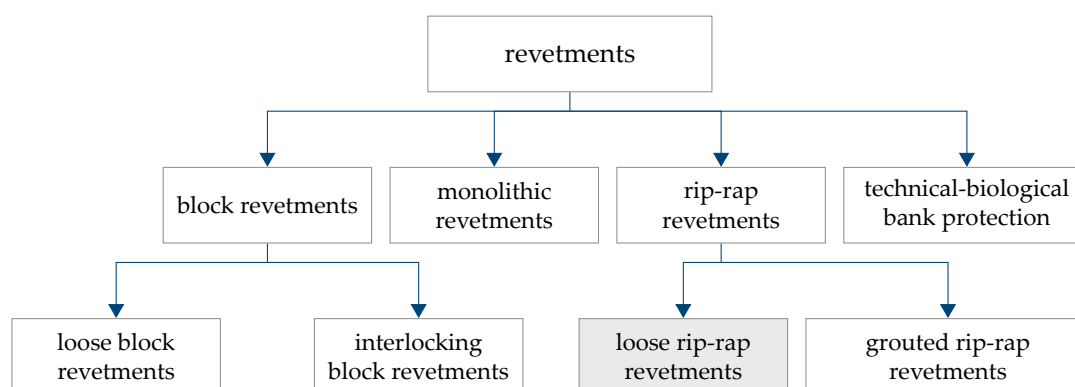 revetments
block revetments
monolithic
revetments
rip-rap
revetments
technical-biological
bank protection
loose block
revetments
interlocking
block revetments
loose rip-rap
revetments
grouted rip-rap
revetments